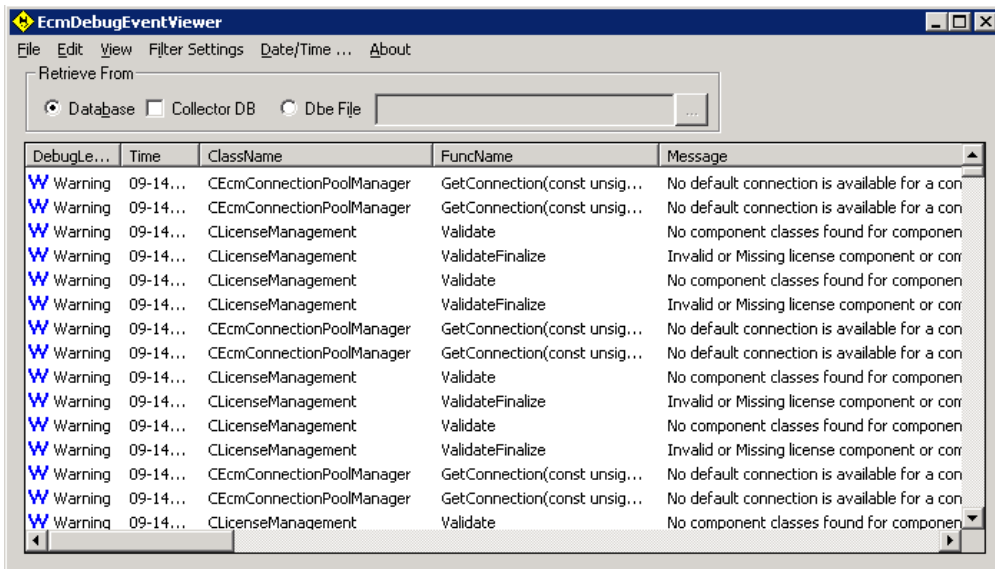 EcmDebugEventViewer
File Edit View Filter Settings Date/Time ... About
Retrieve From
Database Collector DB Dbe File ...
DebugLe... Time ClassName FuncName Message
W Warning 09-14... CEcmConnectionPoolManager GetConnection(const unsig... No default connection is available for a con
W Warning 09-14... CEcmConnectionPoolManager GetConnection(const unsig... No default connection is available for a con
W Warning 09-14... CLicenseManagement Validate No component classes found for componen
W Warning 09-14... CLicenseManagement ValidateFinalize Invalid or Missing license component or com
W Warning 09-14... CLicenseManagement Validate No component classes found for componen
W Warning 09-14... CLicenseManagement ValidateFinalize Invalid or Missing license component or com
W Warning 09-14... CEcmConnectionPoolManager GetConnection(const unsig... No default connection is available for a con
W Warning 09-14... CEcmConnectionPoolManager GetConnection(const unsig... No default connection is available for a con
W Warning 09-14... CLicenseManagement Validate No component classes found for componen
W Warning 09-14... CLicenseManagement ValidateFinalize Invalid or Missing license component or com
W Warning 09-14... CLicenseManagement Validate No component classes found for componen
W Warning 09-14... CLicenseManagement ValidateFinalize Invalid or Missing license component or com
W Warning 09-14... CEcmConnectionPoolManager GetConnection(const unsig... No default connection is available for a con
W Warning 09-14... CEcmConnectionPoolManager GetConnection(const unsig... No default connection is available for a con
W Warning 09-14... CLicenseManagement Validate No component classes found for componen